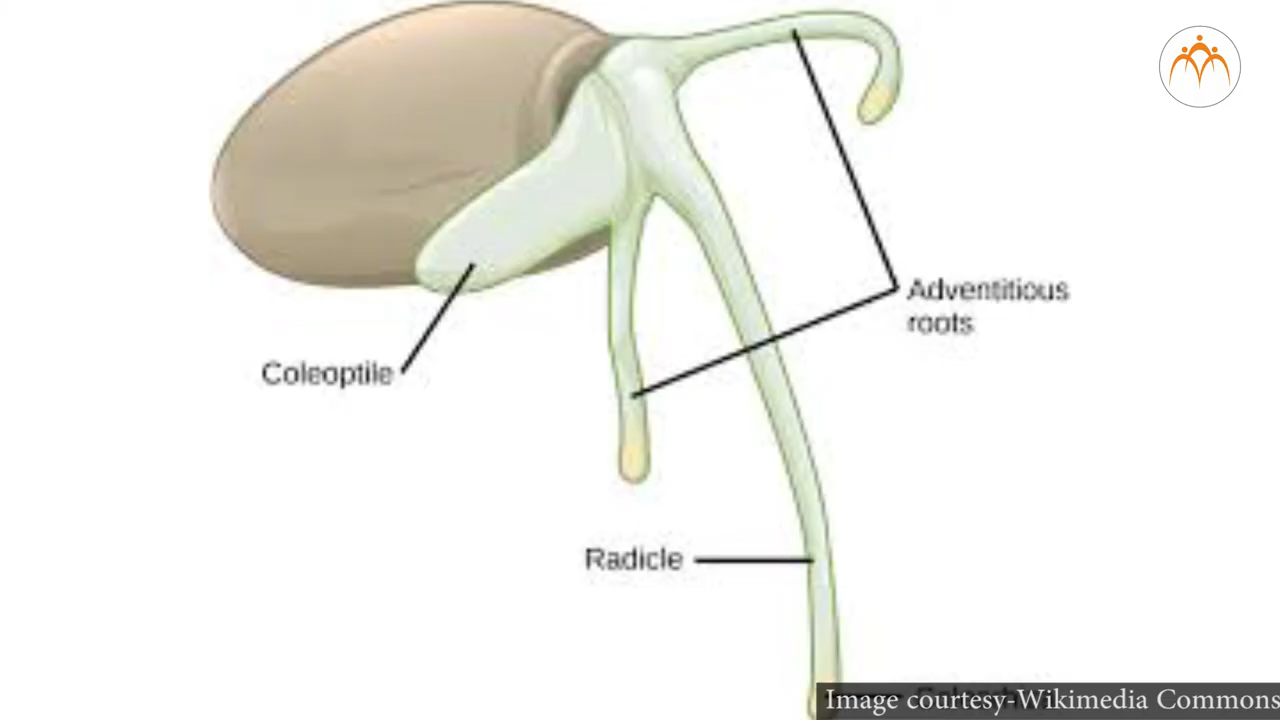 Adventitious
roots
Coleoptile
Radicle
Image courtesy-Wikimedia Commons